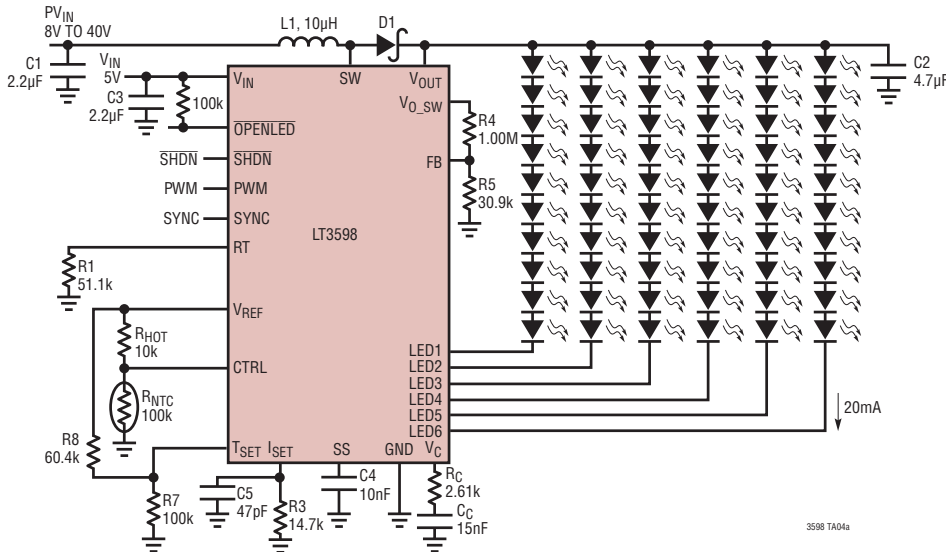 PVIN
8V TO 40V
L1, 10µH
D1
C1
2.2µF
VIN
5V
C3
2.2µF
100k
C2
4.7µF
VIN
SW
VOUT
VO_SW
R4
1.00M
OPENLED
SHDN
SHDN
FB
PWM
PWM
R5
30.9k
SYNC
SYNC
LT3598
RT
R1
51.1k
VREF
RHOT
10k
CTRL
RNTC
100k
LED1
LED2
LED3
LED4
LED5
LED6
20mA
R8
60.4k
TSET
ISET
SS
GND
VC
R7
100k
C5
47pF
R3
14.7k
C4
10nF
RC
2.61k
CC
15nF
3598 TA04a